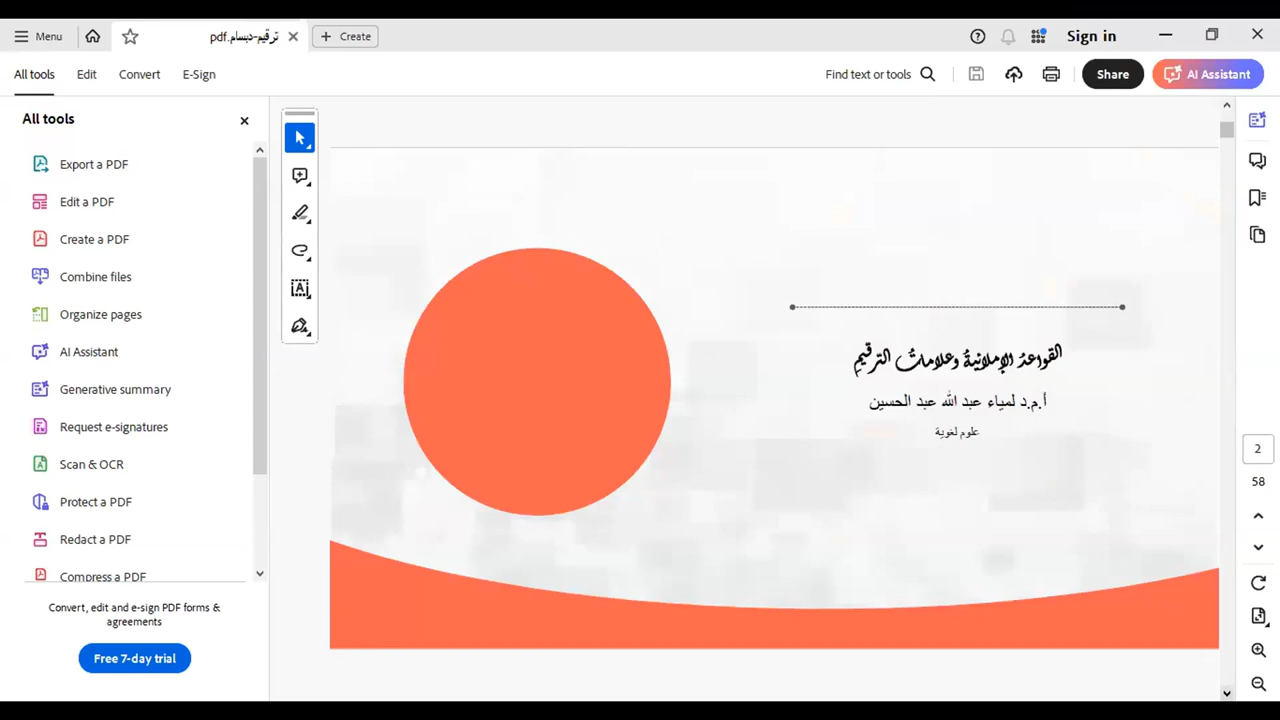 Menu
ترقيم-دبسام.pdf
Create
Sign in
All tools
Edit
Convert
E-Sign
Find text or tools
Share
AI Assistant
All tools
Export a PDF
Edit a PDF
Create a PDF
Combine files
Organize pages
AI Assistant
Generative summary
Request e-signatures
Scan & OCR
Protect a PDF
Redact a PDF
Compress a PDF
Convert, edit and e-sign PDF forms &
agreements
Free 7-day trial
القواعدُ الإملائيةُ وعلاماتُ الترقيمِ
أ.م.د لمياء عبد الله عبد الحسين
علوم لغوية
2
58